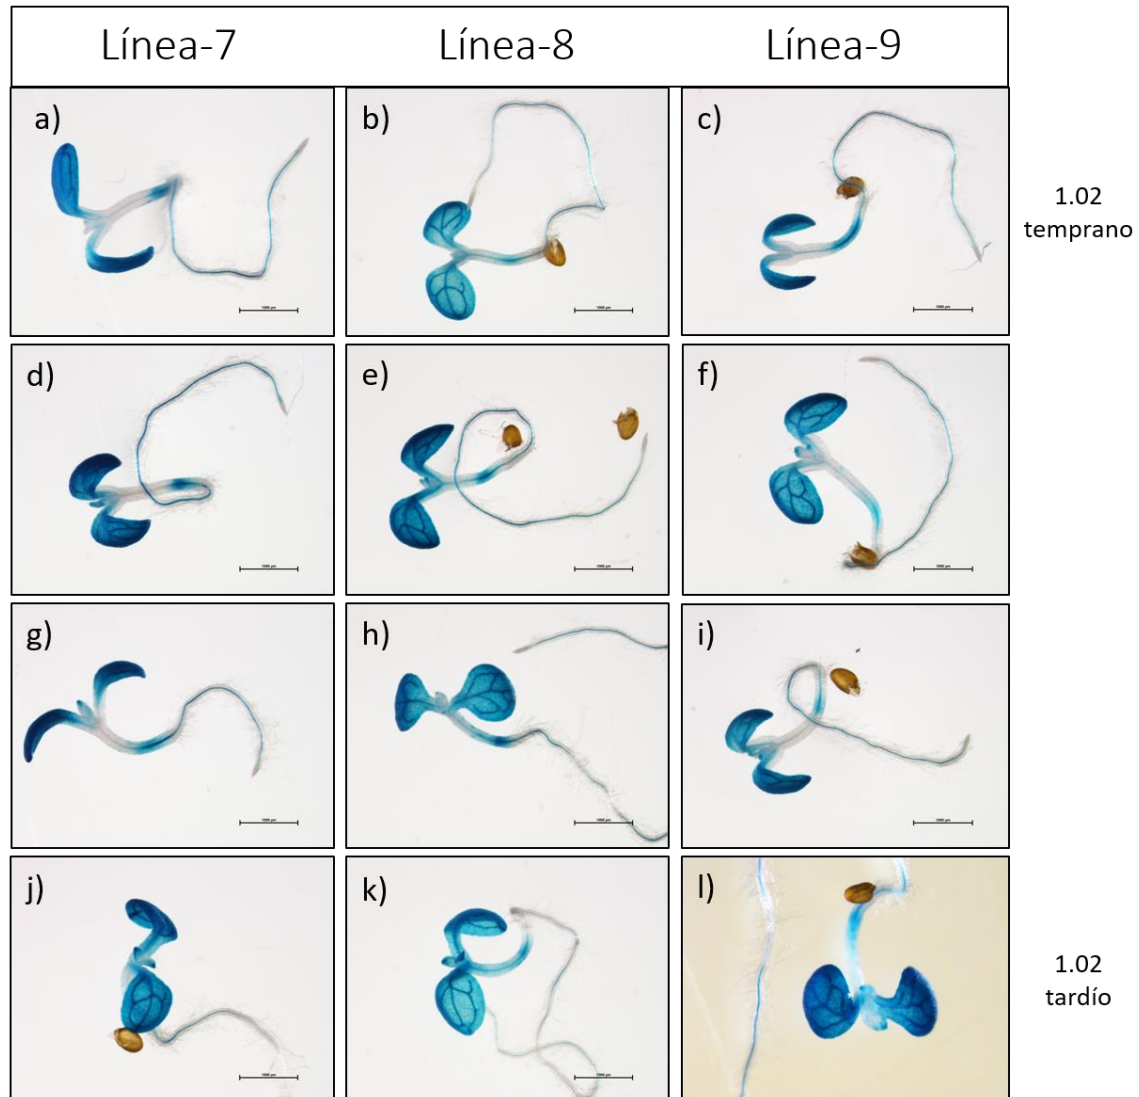 Línea-7 Línea-8 Línea-9
a) b) c)
1.02
temprano
d) e) f)
g) h) i)
j) k) l)
1.02
tardío